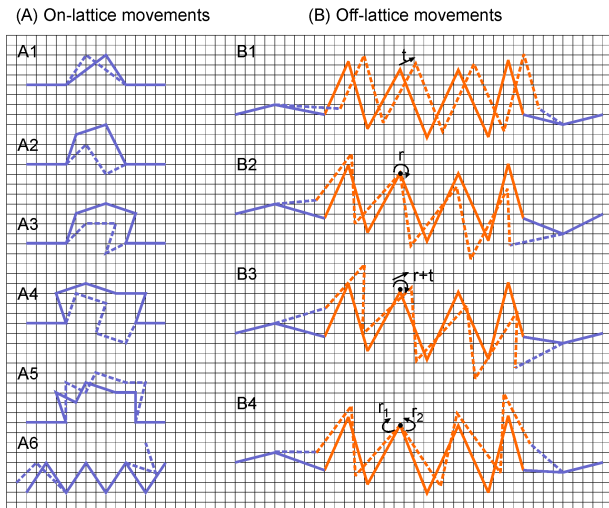 (A) On-lattice movements
(B) Off-lattice movements
A1
A2
A3
A4
A5
A6
B1
t
B2
r
B3
r+t
B4
r1 r2